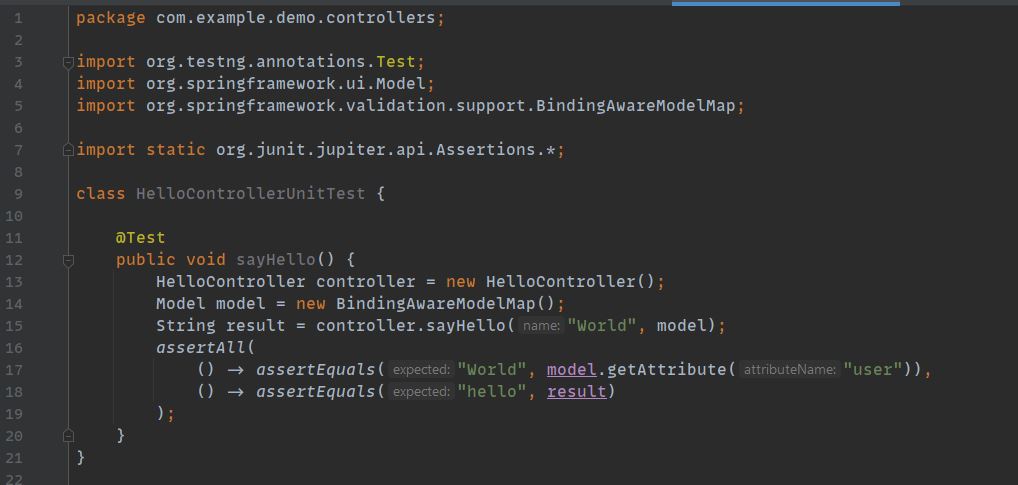 1 package com.example.demo.controllers;
2
3 import org.testng.annotations.Test;
4 import org.springframework.ui.Model;
5 import org.springframework.validation.support.BindingAwareModelMap;
6
7 import static org.junit.jupiter.api.Assertions.*;
8
9 class HelloControllerUnitTest {
10
11     @Test
12     public void sayHello() {
13         HelloController controller = new HelloController();
14         Model model = new BindingAwareModelMap();
15         String result = controller.sayHello( name: "World", model);
16         assertAll(
17             () → assertEquals( expected: "World", model.getAttribute( attributeName: "user")),
18             () → assertEquals( expected: "hello", result)
19         );
20     }
21 }
22